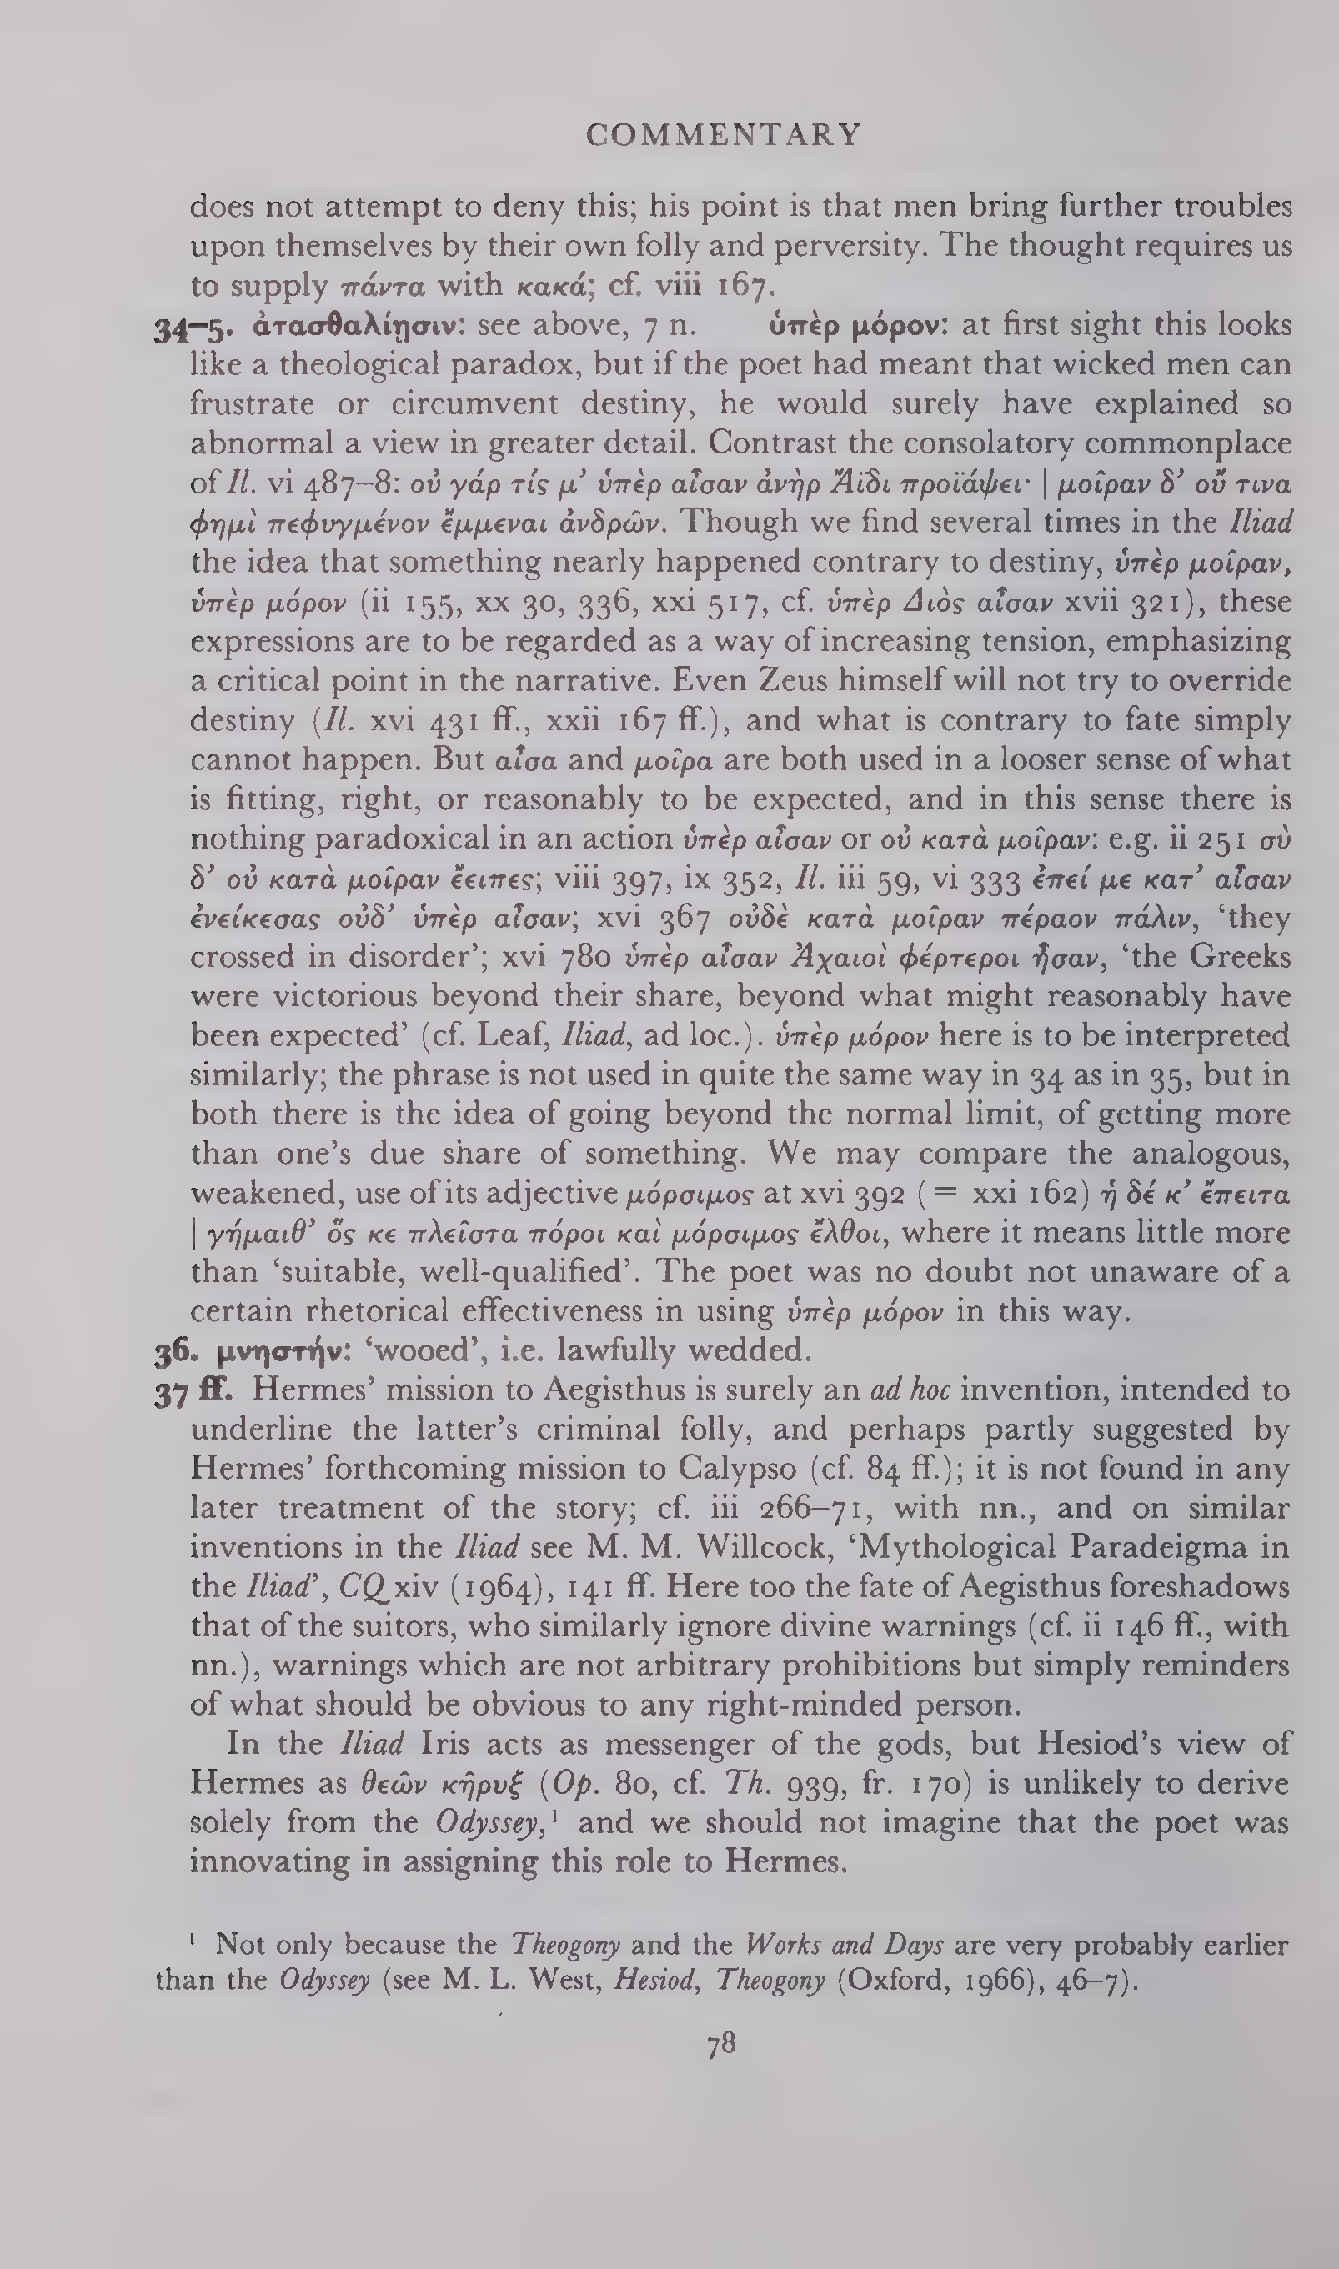 COMMENTARY
does not attempt to deny this; his point is that men bring further troubles
upon themselves by their own folly and perversity. The thought requires us
to supply πάντα with κακά; cf. viii 167.
34–5. ἀτασθαλίῃσιν: see above, 7 n. ὑπὲρ μόρον: at first sight this looks
like a theological paradox, but if the poet had meant that wicked men can
frustrate or circumvent destiny, he would surely have explained so
abnormal a view in greater detail. Contrast the consolatory commonplace
of Il. vi 487–8: οὐ γάρ τίς μ’ ὑπὲρ αἶσαν ἀνὴρ Ἄϊδι προϊάψει· | μοῖραν δ’ οὔ τινα
φημὶ πεφυγμένον ἔμμεναι ἀνδρῶν. Though we find several times in the Iliad
the idea that something nearly happened contrary to destiny, ὑπὲρ μοῖραν,
ὑπὲρ μόρον (ii 155, xx 30, 336, xxi 517, cf. ὑπὲρ Διὸς αἶσαν xvii 321), these
expressions are to be regarded as a way of increasing tension, emphasizing
a critical point in the narrative. Even Zeus himself will not try to override
destiny (Il. xvi 431 ff., xxii 167 ff.), and what is contrary to fate simply
cannot happen. But αἶσα and μοῖρα are both used in a looser sense of what
is fitting, right, or reasonably to be expected, and in this sense there is
nothing paradoxical in an action ὑπὲρ αἶσαν or οὐ κατὰ μοῖραν: e.g. ii 251 σὺ
δ’ οὐ κατὰ μοῖραν ἔειπες; viii 397, ix 352, Il. iii 59, vi 333 ἐπεί με κατ’ αἶσαν
ἐνείκεσας οὐδ’ ὑπὲρ αἶσαν; xvi 367 οὐδὲ κατὰ μοῖραν πέραον πάλιν, ‘they
crossed in disorder’; xvi 780 ὑπὲρ αἶσαν Ἀχαιοὶ φέρτεροι ἦσαν, ‘the Greeks
were victorious beyond their share, beyond what might reasonably have
been expected’ (cf. Leaf, Iliad, ad loc.). ὑπὲρ μόρον here is to be interpreted
similarly; the phrase is not used in quite the same way in 34 as in 35, but in
both there is the idea of going beyond the normal limit, of getting more
than one’s due share of something. We may compare the analogous,
weakened, use of its adjective μόρσιμος at xvi 392 (= xxi 162) ἡ δέ κ’ ἔπειτα
| γήμαιθ’ ὅς κε πλεῖστα πόροι καὶ μόρσιμος ἔλθοι, where it means little more
than ‘suitable, well-qualified’. The poet was no doubt not unaware of a
certain rhetorical effectiveness in using ὑπὲρ μόρον in this way.
36. μνηστήν: ‘wooed’, i.e. lawfully wedded.
37 ff. Hermes’ mission to Aegisthus is surely an ad hoc invention, intended to
underline the latter’s criminal folly, and perhaps partly suggested by
Hermes’ forthcoming mission to Calypso (cf. 84 ff.); it is not found in any
later treatment of the story; cf. iii 266–71, with nn., and on similar
inventions in the Iliad see M. M. Willcock, ‘Mythological Paradeigma in
the Iliad’, CQ xiv (1964), 141 ff. Here too the fate of Aegisthus foreshadows
that of the suitors, who similarly ignore divine warnings (cf. ii 146 ff., with
nn.), warnings which are not arbitrary prohibitions but simply reminders
of what should be obvious to any right-minded person.
In the Iliad Iris acts as messenger of the gods, but Hesiod’s view of
Hermes as θεῶν κῆρυξ (Op. 80, cf. Th. 939, fr. 170) is unlikely to derive
solely from the Odyssey,¹ and we should not imagine that the poet was
innovating in assigning this role to Hermes.
¹ Not only because the Theogony and the Works and Days are very probably earlier
than the Odyssey (see M. L. West, Hesiod, Theogony (Oxford, 1966), 46–7).
78